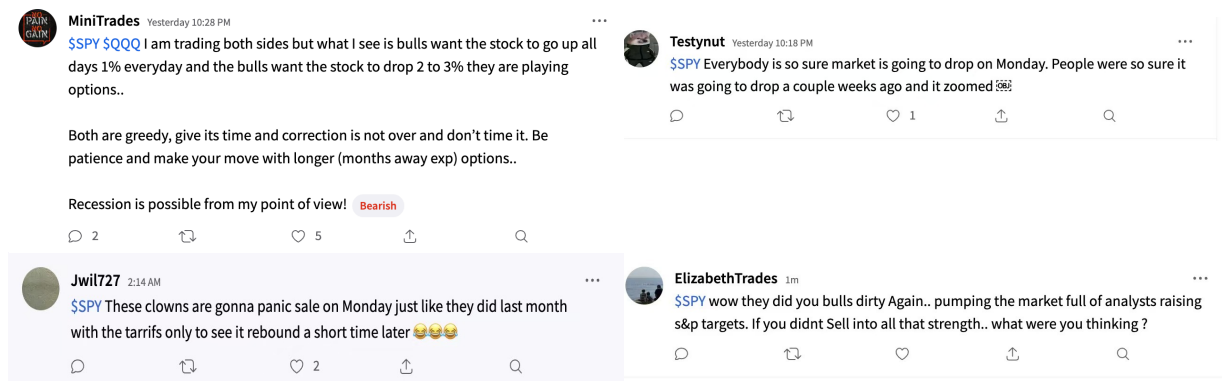 NO
PAIN
NO
GAIN
MiniTrades Yesterday 10:28 PM
$SPY $QQQ I am trading both sides but what I see is bulls want the stock to go up all
days 1% everyday and the bulls want the stock to drop 2 to 3% they are playing
options..
Both are greedy, give its time and correction is not over and don’t time it. Be
patience and make your move with longer (months away exp) options..
Recession is possible from my point of view! Bearish
2 5
Testynut Yesterday 10:18 PM
$SPY Everybody is so sure market is going to drop on Monday. People were so sure it
was going to drop a couple weeks ago and it zoomed OBJ
1
Jwil727 2:14 AM
$SPY These clowns are gonna panic sale on Monday just like they did last month
with the tarrifs only to see it rebound a short time later 😂😂😂
2
ElizabethTrades 1m
$SPY wow they did you bulls dirty Again.. pumping the market full of analysts raising
s&p targets. If you didnt Sell into all that strength.. what were you thinking ?